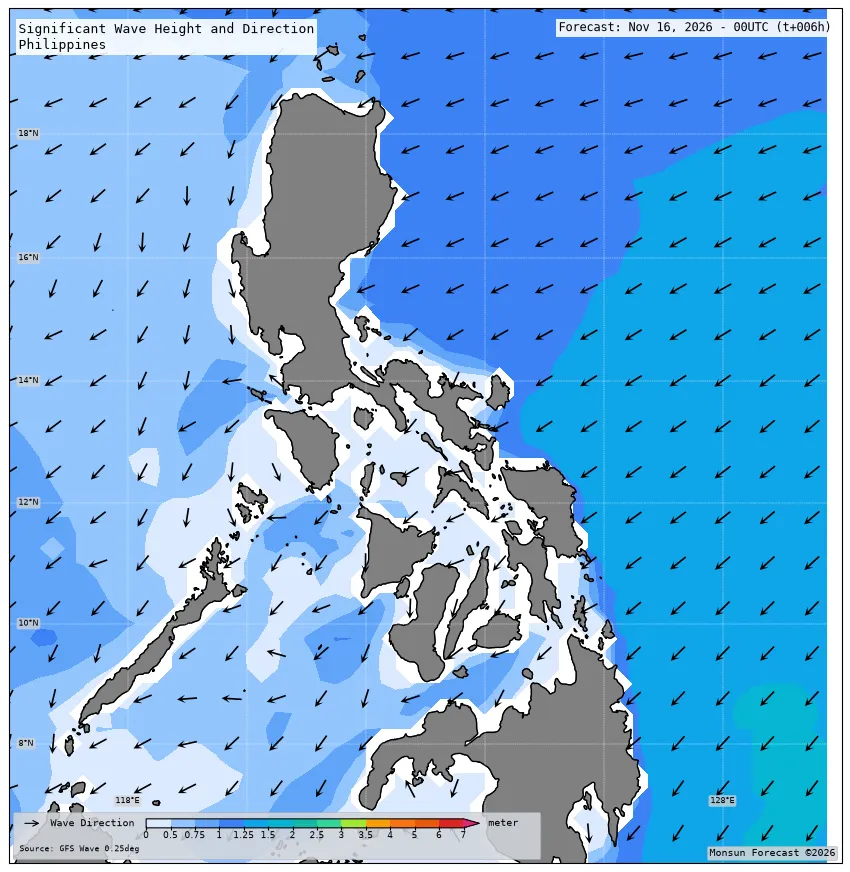 Significant Wave Height and Direction
Philippines
Forecast: Nov 16, 2026 - 00UTC (t+006h)
18°N
16°N
14°N
12°N
10°N
8°N
118°E
128°E
Wave Direction
0 0.5 0.75 1 1.25 1.5 2 2.5 3 3.5 4 5 6 7
meter
Source: GFS Wave 0.25deg
Monsun Forecast ©2026